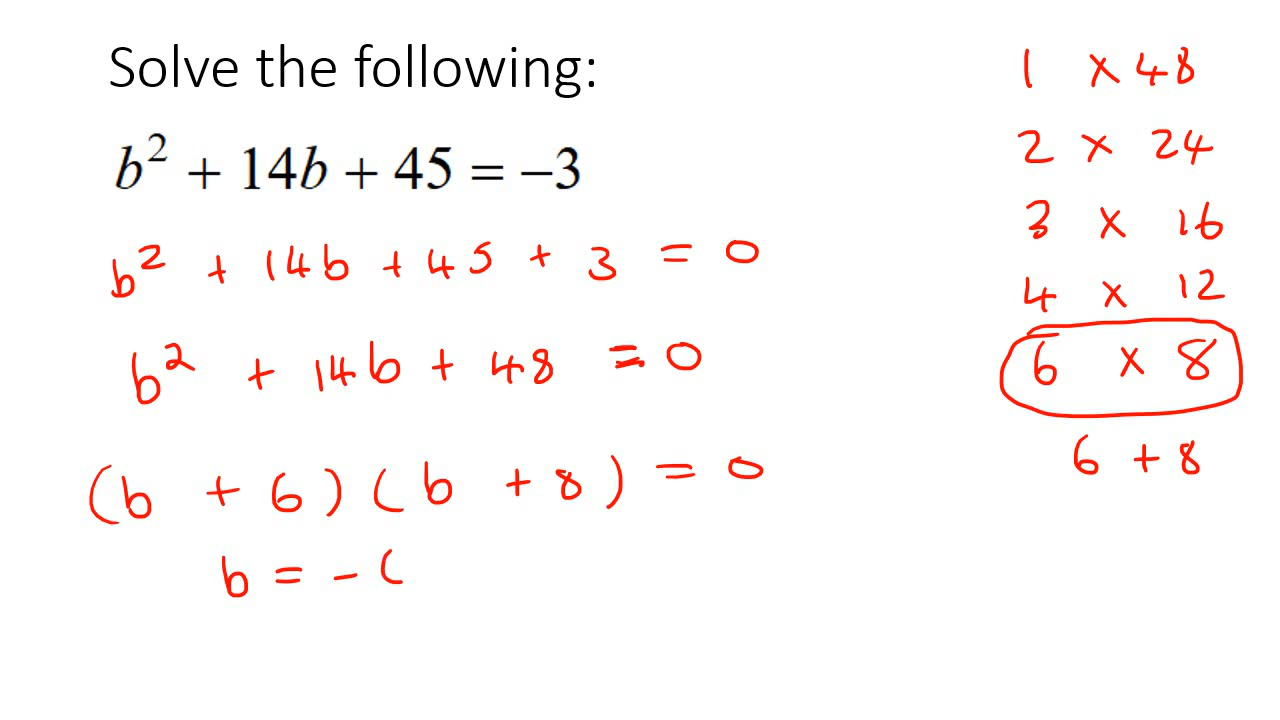 Solve the following:
b² + 14b + 45 = −3
b² + 14b + 45 + 3 = 0
b² + 14b + 48 = 0
(b + 6)(b + 8) = 0
b = - (
1 × 48
2 × 24
3 × 16
4 × 12
6 × 8
6 + 8